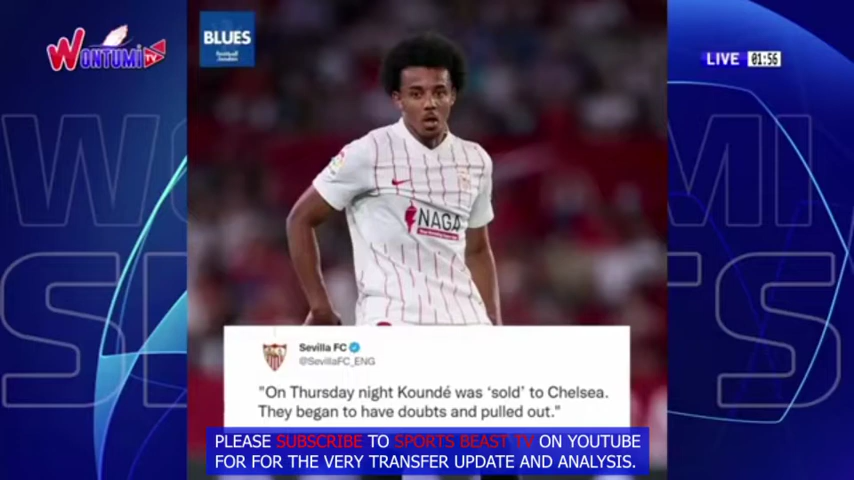 WONTUMI TV
BLUES
LIVE 01:56
NAGA
Sevilla FC
@SevillaFC_ENG
"On Thursday night Koundé was ‘sold’ to Chelsea.
They began to have doubts and pulled out."
PLEASE SUBSCRIBE TO SPORTS BEAST TV ON YOUTUBE
FOR FOR THE VERY TRANSFER UPDATE AND ANALYSIS.